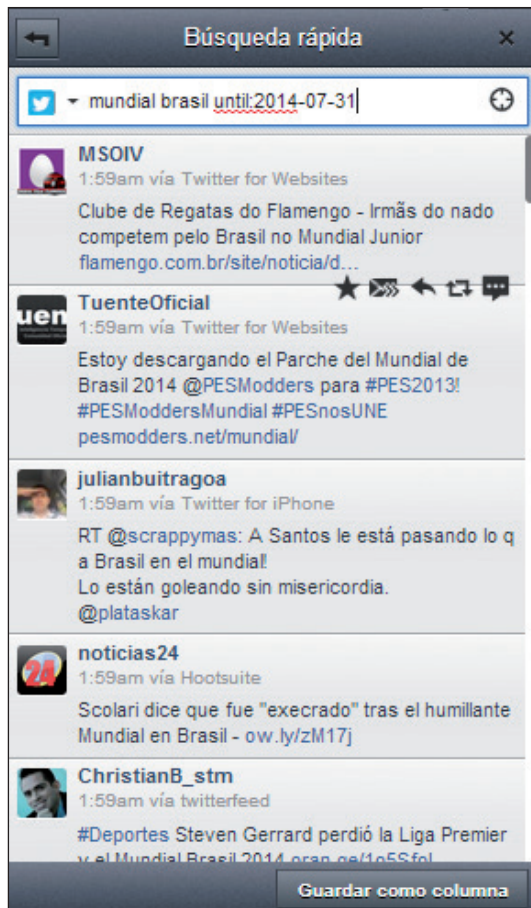 Búsqueda rápida
mundial brasil until:2014-07-31
MSOIV
1:59am vía Twitter for Websites
Clube de Regatas do Flamengo - Irmãs do nado
competem pelo Brasil no Mundial Junior
flamengo.com.br/site/noticia/d...
uen
TuenteOficial
1:59am vía Twitter for Websites
Estoy descargando el Parche del Mundial de
Brasil 2014 @PESModders para #PES2013!
#PESModdersMundial #PESnosUNE
pesmodders.net/mundial/
julianbuitragoa
1:59am vía Twitter for iPhone
RT @scrappymas: A Santos le está pasando lo q
a Brasil en el mundial!
Lo están goleando sin misericordia.
@plataskar
24
noticias24
1:59am vía Hootsuite
Scolari dice que fue "execrado" tras el humillante
Mundial en Brasil - ow.ly/zM17j
ChristianB_stm
1:59am vía twitterfeed
#Deportes Steven Gerrard perdió la Liga Premier
y el Mundial Brasil 2014
Guardar como columna